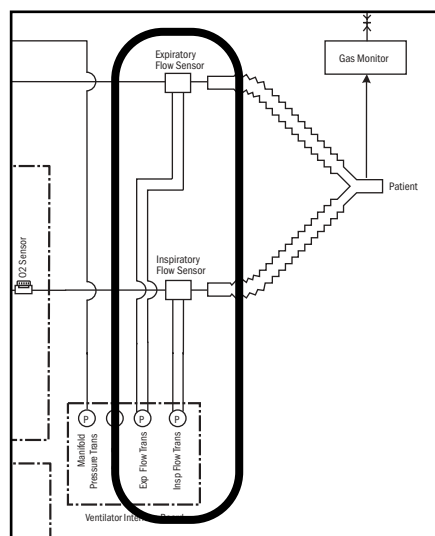 Expiratory
Flow Sensor
Gas Monitor
Patient
O2 Sensor
Inspiratory
Flow Sensor
P
P
P
Manifold
Pressure Trans
Exp Flow Trans
Insp Flow Trans
Ventilator